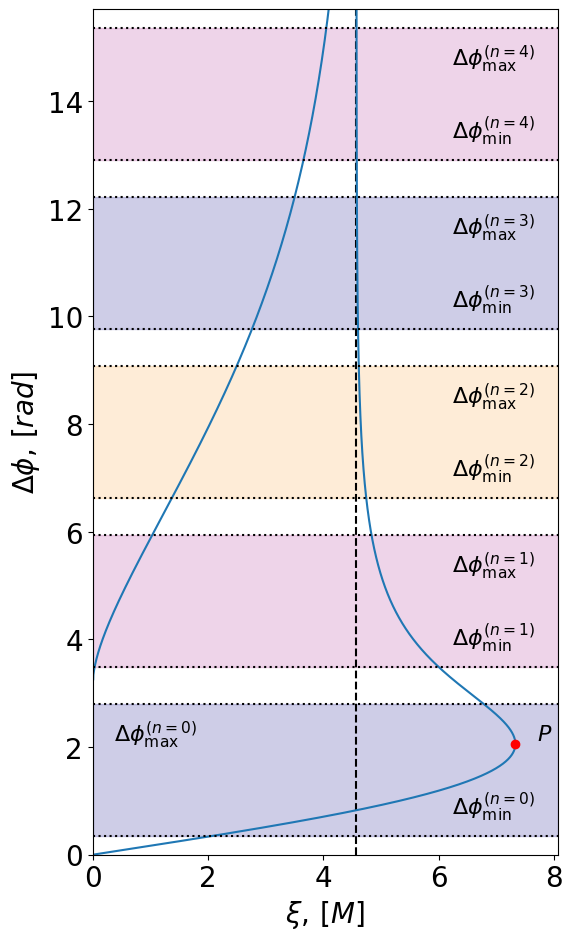 Δϕ_max^(n=4)
14
Δϕ_min^(n=4)
12
Δϕ_max^(n=3)
Δϕ_min^(n=3)
10
Δϕ_max^(n=2)
8
Δϕ_min^(n=2)
6
Δϕ_max^(n=1)
4
Δϕ_min^(n=1)
Δϕ_max^(n=0) P
2
Δϕ_min^(n=0)
0
Δϕ, [rad]
0 2 4 6 8
ξ, [M]